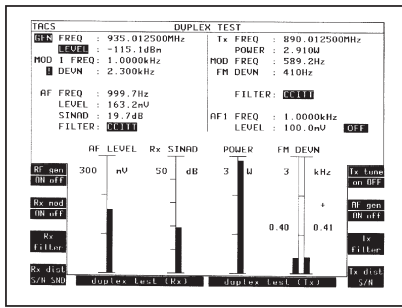 TACS DUPLEX TEST
GEN FREQ : 935.012500MHz Tx FREQ : 890.012500MHz
LEVEL : -115.1dBm POWER : 2.910W
MOD 1 FREQ: 1.0000kHz MOD FREQ : 589.2Hz
DEVN : 2.300kHz FM DEVN : 410Hz
AF FREQ : 999.7Hz FILTER: CCITT
LEVEL : 163.2mV
SINAD : 19.7dB AF1 FREQ : 1.0000kHz
FILTER: CCITT LEVEL : 100.0mV OFF
AF LEVEL Rx SINAD POWER FM DEVN
RF gen 300 mV 50 dB 3 W 3 kHz Tx tune
ON off on OFF
Rx mod + AF gen
ON off 0.40 0.41 ON off
Rx Tx
filter filter
Rx dist duplex test (Rx) duplex test (Tx) Tx dist
S/N SND S/N